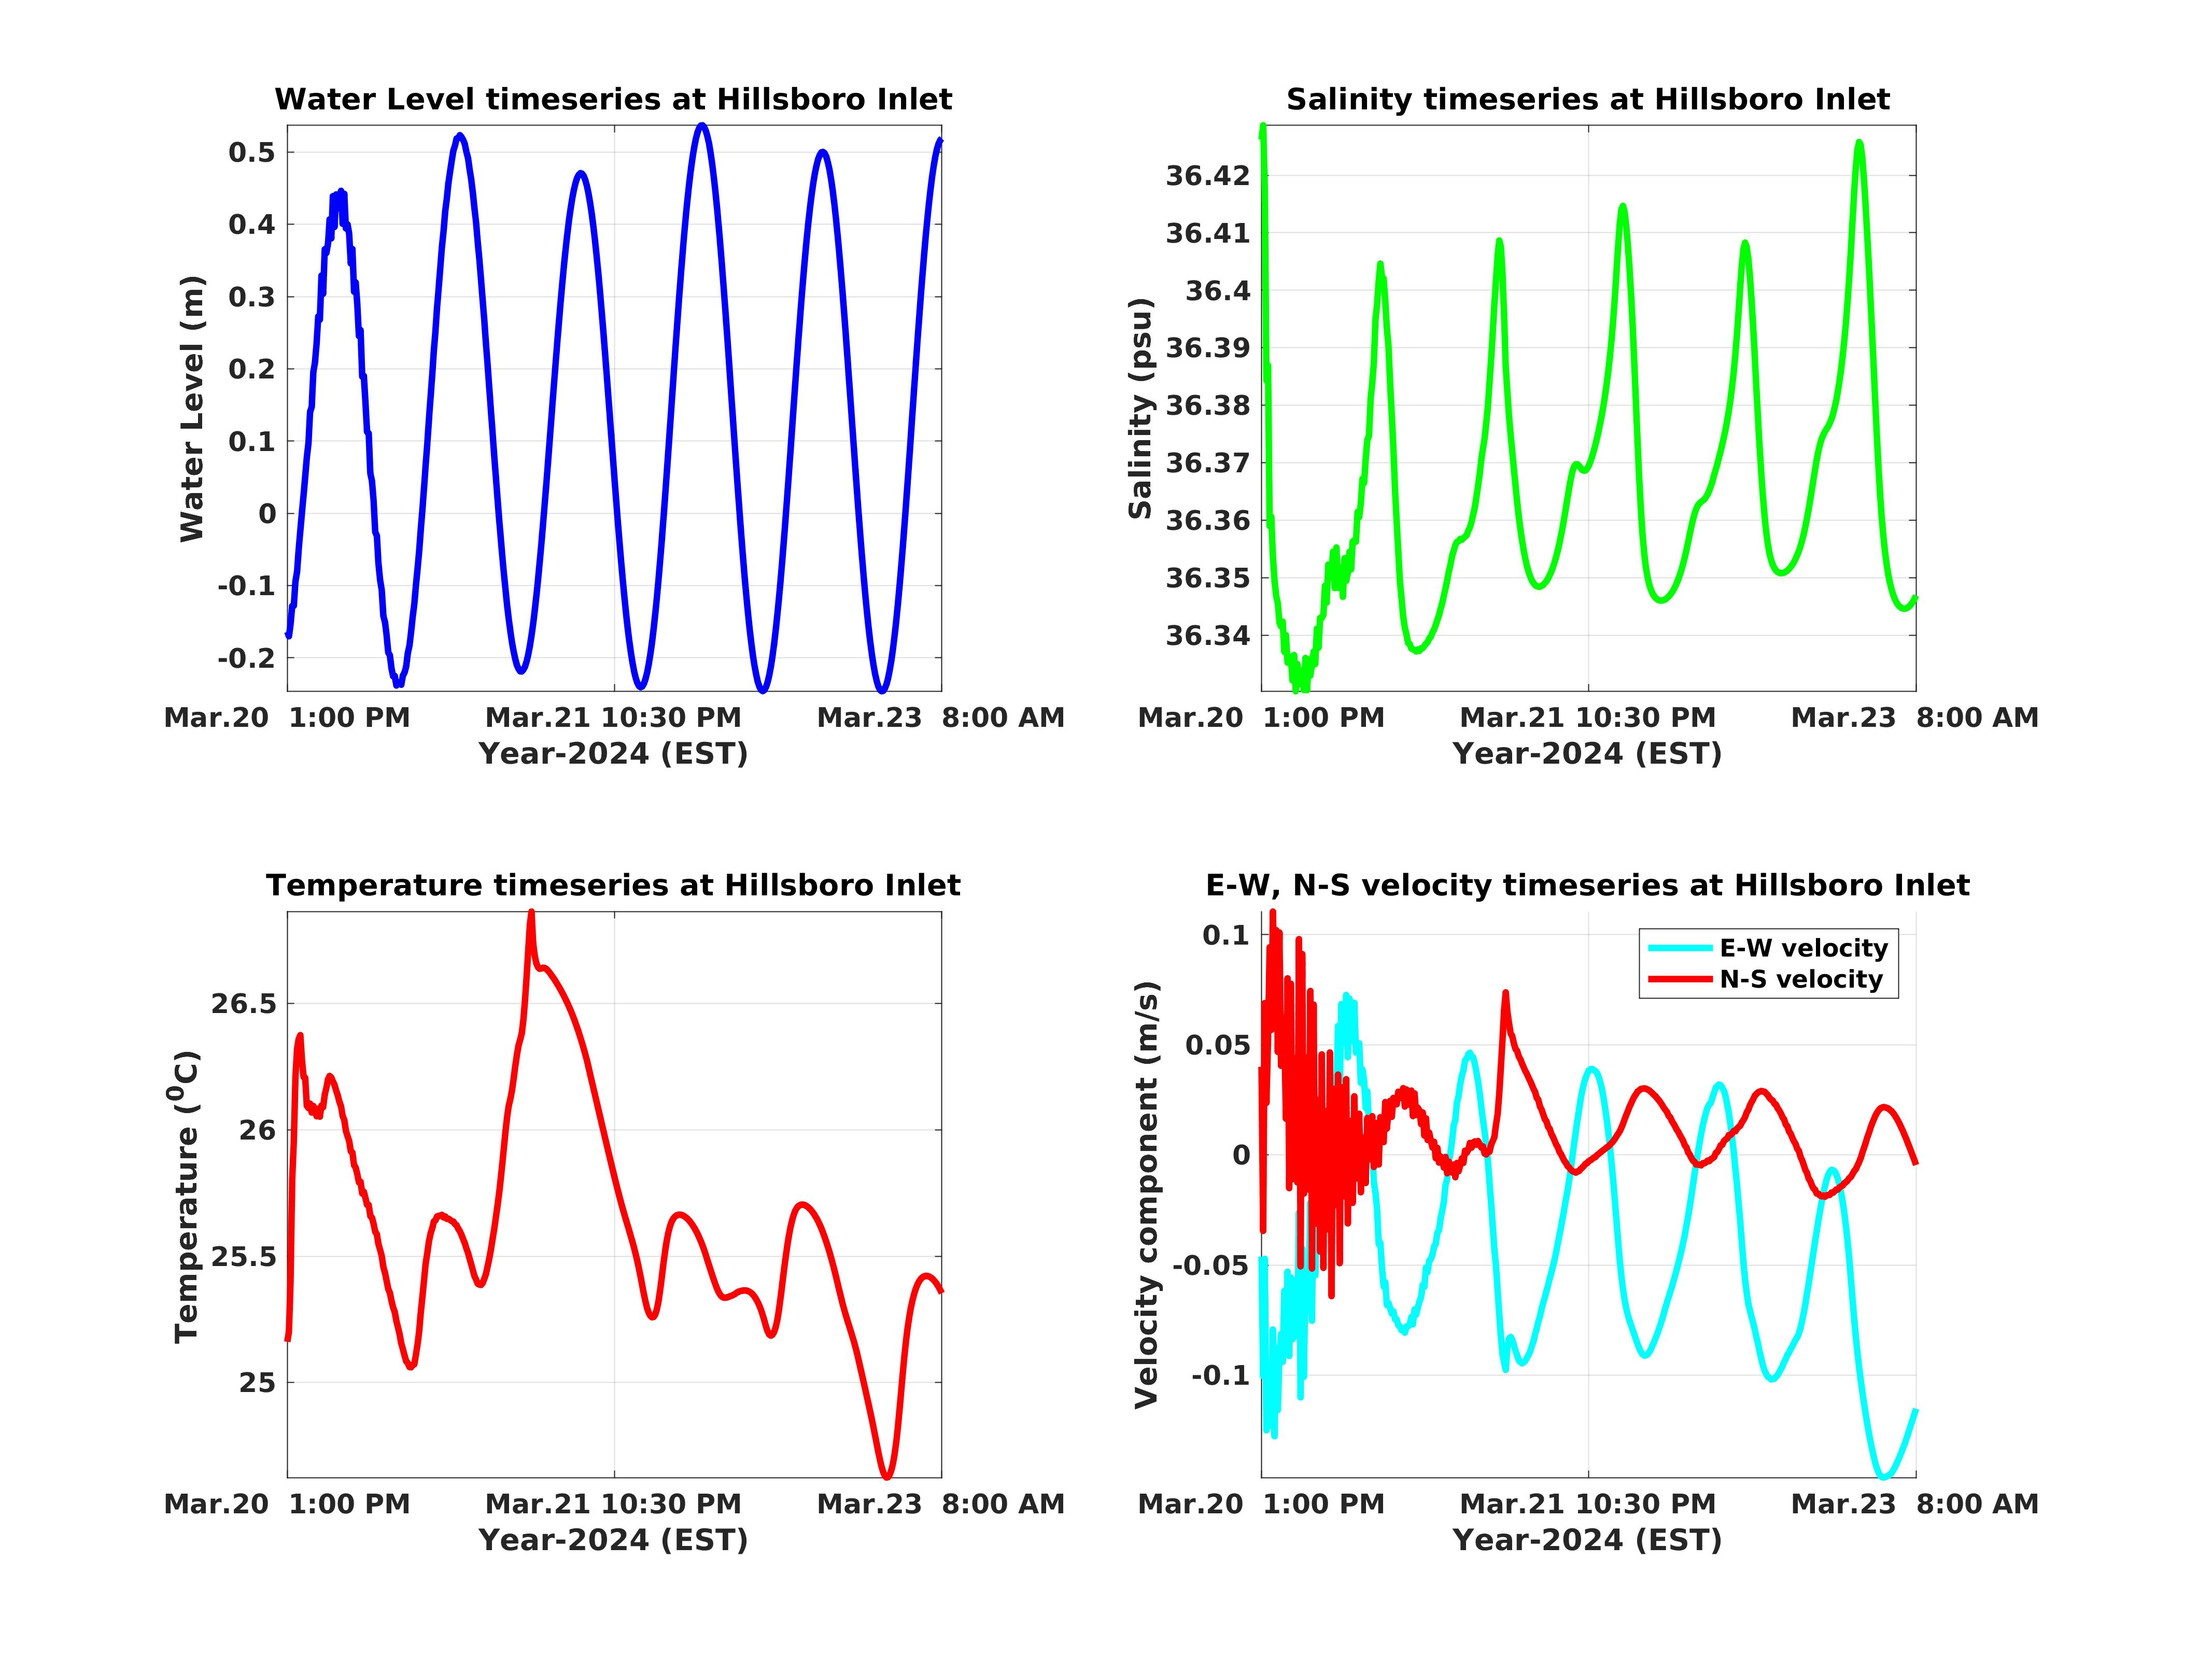 Water Level timeseries at Hillsboro Inlet
Water Level (m)
0.5
0.4
0.3
0.2
0.1
0
-0.1
-0.2
Mar.20 1:00 PM
Mar.21 10:30 PM
Mar.23 8:00 AM
Year-2024 (EST)
Salinity timeseries at Hillsboro Inlet
Salinity (psu)
36.42
36.41
36.4
36.39
36.38
36.37
36.36
36.35
36.34
Mar.20 1:00 PM
Mar.21 10:30 PM
Mar.23 8:00 AM
Year-2024 (EST)
Temperature timeseries at Hillsboro Inlet
Temperature (⁰C)
26.5
26
25.5
25
Mar.20 1:00 PM
Mar.21 10:30 PM
Mar.23 8:00 AM
Year-2024 (EST)
E-W, N-S velocity timeseries at Hillsboro Inlet
Velocity component (m/s)
0.1
0.05
0
-0.05
-0.1
E-W velocity
N-S velocity
Mar.20 1:00 PM
Mar.21 10:30 PM
Mar.23 8:00 AM
Year-2024 (EST)